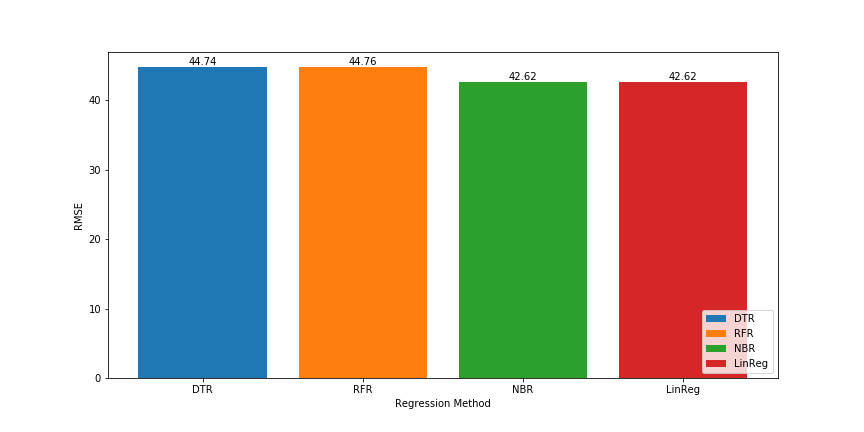 44.74
44.76
42.62
42.62
40
30
20
10
0
RMSE
DTR
RFR
NBR
LinReg
DTR
RFR
NBR
LinReg
Regression Method